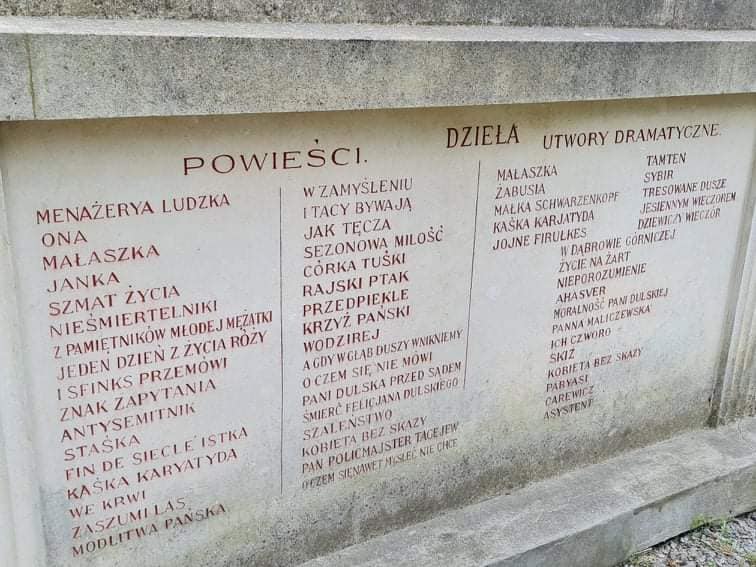 DZIEŁA
POWIEŚCI.
MENAŻERYA LUDZKA
ONA
MAŁASZKA
JANKA
SZMAT ŻYCIA
NIEŚMIERTELNIKI
Z PAMIĘTNIKÓW MŁODEJ MĘŻATKI
JEDEN DZIEŃ Z ŻYCIA RÓŻY
I SFINKS PRZEMÓWI
ZNAK ZAPYTANIA
ANTYSEMITNIK
STAŚKA
FIN DE SIECLE'ISTKA
KAŚKA KARYATYDA
WE KRWI
ZASZUMI LAS
MODLITWA PAŃSKA
W ZAMYŚLENIU
I TACY BYWAJĄ
JAK TĘCZA
SEZONOWA MIŁOŚĆ
CÓRKA TUŚKI
RAJSKI PTAK
PRZEDPIEKLE
KRZYŻ PAŃSKI
WODZIREJ
A GDY W GŁĄB DUSZY WNIKNIEMY
O CZEM SIĘ NIE MÓWI
PANI DULSKA PRZED SĄDEM
ŚMIERĆ FELICJANA DULSKIEGO
SZALEŃSTWO
KOBIETA BEZ SKAZY
PAN POLICMAJSTER TAGEJEW
O CZEM SIĘ NAWET MYŚLEĆ NIE CHCE
UTWORY DRAMATYCZNE.
MAŁASZKA
ŻABUSIA
MAŁKA SCHWARZENKOPF
KAŚKA KARJATYDA
JOJNE FIRUŁKES
TAMTEN
SYBIR
TRESOWANE DUSZE
JESIENNYM WIECZOREM
DZIEWICZY WIECZÓR
W DĄBROWIE GÓRNICZEJ
ŻYCIE NA ŻART
NIEPOROZUMIENIE
AHASVER
MORALNOŚĆ PANI DULSKIEJ
PANNA MALICZEWSKA
ICH CZWORO
SKIZ
KOBIETA BEZ SKAZY
PARYASI
CAREWICZ
ASYSTENT